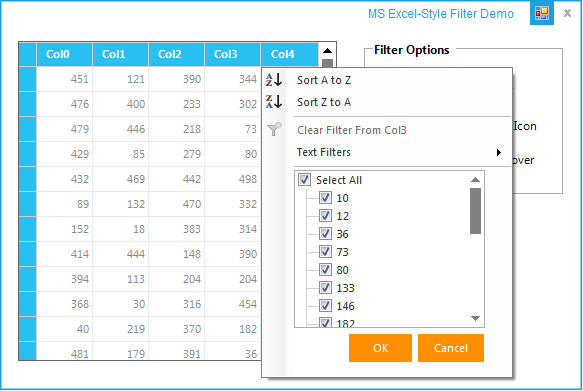 MS Excel-Style Filter Demo
Col0 Col1 Col2 Col3 Col4
Filter Options
451 121 390 344
476 400 233 302
479 446 218 73
429 85 279 80
432 469 442 498
89 132 470 332
152 18 383 314
414 444 148 390
394 113 204 204
368 30 316 454
40 219 370 182
481 179 391 36
Icon
over
Sort A to Z
Sort Z to A
Clear Filter From Col3
Text Filters
Select All
10
12
36
73
80
133
146
182
OK Cancel